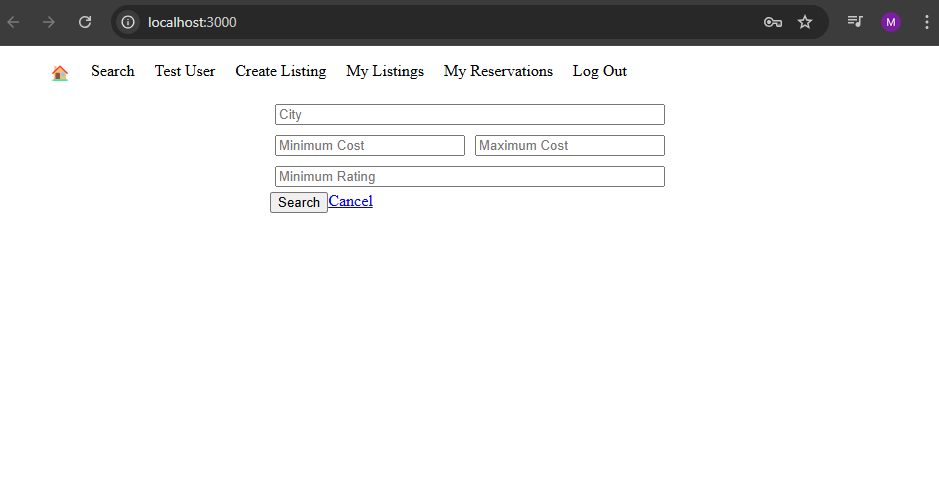 localhost:3000
M
Search Test User Create Listing My Listings My Reservations Log Out
City
Minimum Cost Maximum Cost
Minimum Rating
Search Cancel